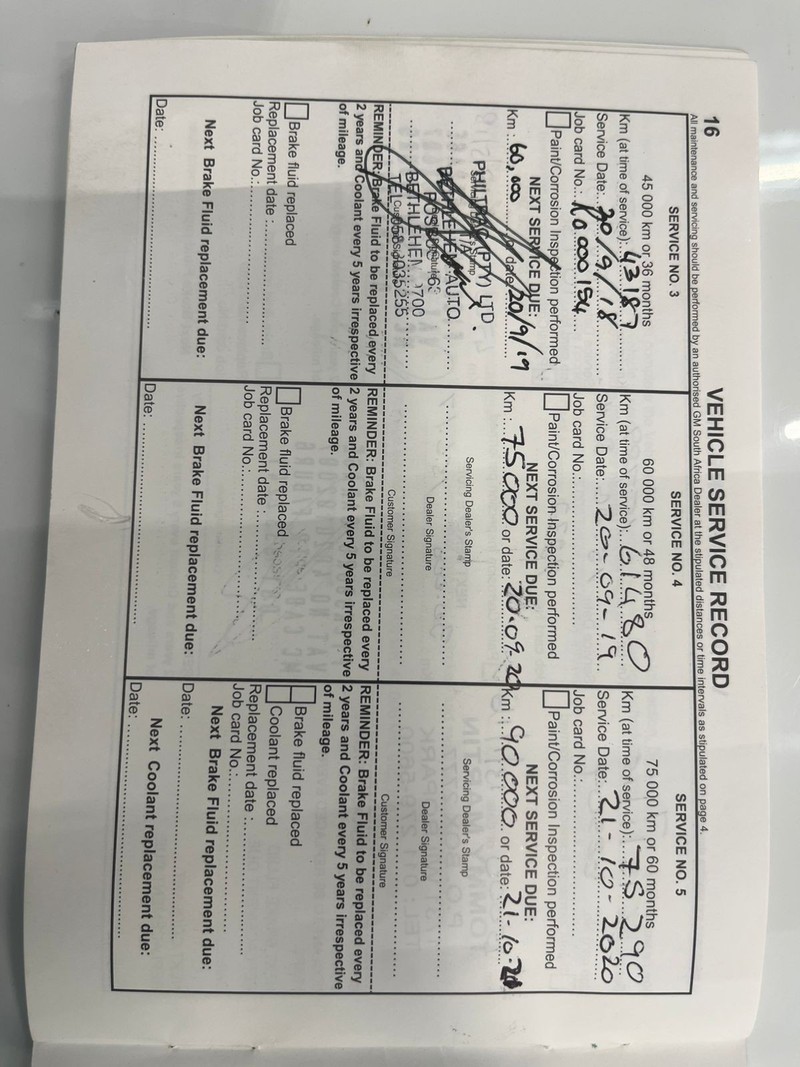 16
VEHICLE SERVICE RECORD
All maintenance and servicing should be performed by an authorised GM South Africa Dealer at the stipulated distances or time intervals as stipulated on page 4.
SERVICE NO. 3
45 000 km or 36 months
Km (at time of service): 43187
Service Date: 20/9/18
Job card No.: R0000154
Paint/Corrosion Inspection performed
NEXT SERVICE DUE:
Km : 60,000 or date: 20/9/19
Servicing Dealer's Stamp
PHILTRAC (PTY) LTD
T/A
BETHLEHEM AUTO
BETHLEHEM 9700
REMINDER: Brake Fluid to be replaced every
2 years and Coolant every 5 years irrespective
of mileage.
Brake fluid replaced
Replacement date :
Job card No.:
Next Brake Fluid replacement due:
Date:
SERVICE NO. 4
60 000 km or 48 months
Km (at time of service): 61480
Service Date: 20-09-19
Job card No.:
Paint/Corrosion Inspection performed
NEXT SERVICE DUE:
Km : 75000 or date: 20.09.20
Servicing Dealer's Stamp
Dealer Signature
Customer Signature
REMINDER: Brake Fluid to be replaced every
2 years and Coolant every 5 years irrespective
of mileage.
Brake fluid replaced
Replacement date :
Job card No.:
Next Brake Fluid replacement due:
Date:
SERVICE NO. 5
75 000 km or 60 months
Km (at time of service): 75290
Service Date: 21-10-2020
Job card No.:
Paint/Corrosion Inspection performed
NEXT SERVICE DUE:
Km : 90000 or date: 21-10-21
Servicing Dealer's Stamp
Dealer Signature
Customer Signature
REMINDER: Brake Fluid to be replaced every
2 years and Coolant every 5 years irrespective
of mileage.
Brake fluid replaced
Coolant replaced
Replacement date :
Job card No.:
Next Brake Fluid replacement due:
Date:
Next Coolant replacement due:
Date: